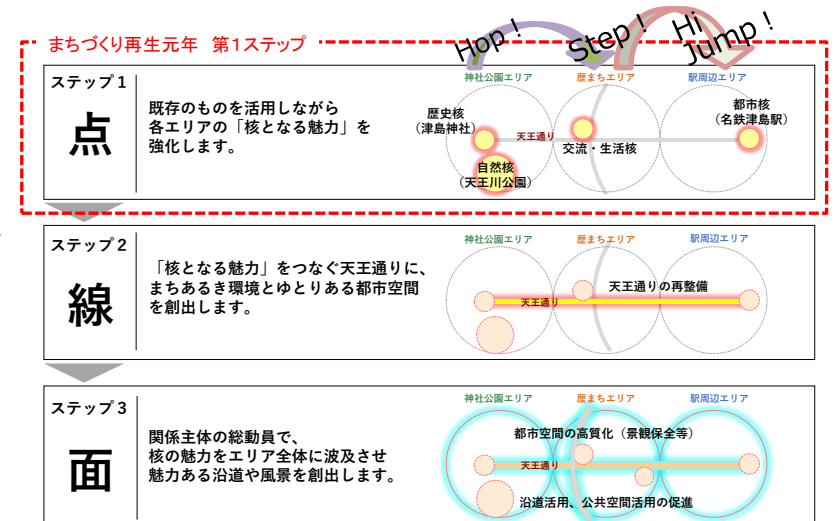 まちづくり再生元年 第１ステップ
Hop！
Step！
Hi
Jump！
ステップ１
点
既存のものを活用しながら
各エリアの「核となる魅力」を
強化します。
神社公園エリア
歴まちエリア
駅周辺エリア
歴史核
（津島神社）
都市核
（名鉄津島駅）
天王通り
交流・生活核
自然核
（天王川公園）
ステップ２
線
「核となる魅力」をつなぐ天王通りに、
まちあるき環境とゆとりある都市空間
を創出します。
神社公園エリア
歴まちエリア
駅周辺エリア
天王通りの再整備
天王通り
ステップ３
面
関係主体の総動員で、
核の魅力をエリア全体に波及させ
魅力ある沿道や風景を創出します。
神社公園エリア
歴まちエリア
駅周辺エリア
都市空間の高質化（景観保全等）
天王通り
沿道活用、公共空間活用の促進